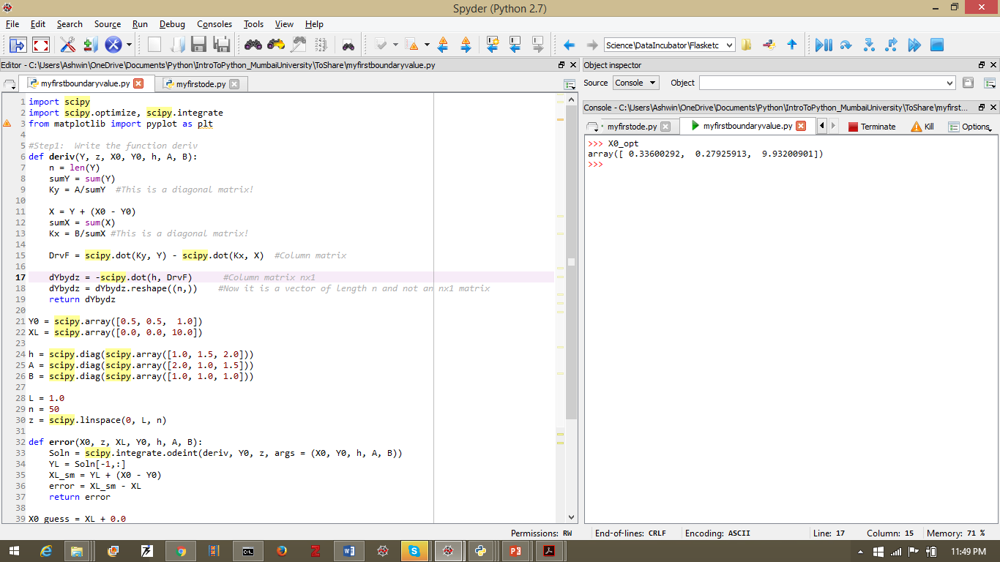 Spyder (Python 2.7)
File Edit Search Source Run Debug Consoles Tools View Help
Science\DataIncubator\Flasketc
Editor - C:\Users\Ashwin\OneDrive\Documents\Python\IntroToPython_MumbaiUniversity\ToShare\myfirstboundaryvalue.py
myfirstboundaryvalue.py myfirstode.py
1 import scipy
2 import scipy.optimize, scipy.integrate
3 from matplotlib import pyplot as plt
4
5 #Step1:  Write the function deriv
6 def deriv(Y, z, X0, Y0, h, A, B):
7     n = len(Y)
8     sumY = sum(Y)
9     Ky = A/sumY  #This is a diagonal matrix!
10
11     X = Y + (X0 - Y0)
12     sumX = sum(X)
13     Kx = B/sumX #This is a diagonal matrix!
14
15     DrvF = scipy.dot(Ky, Y) - scipy.dot(Kx, X)  #Column matrix
16
17     dYbydz = -scipy.dot(h, DrvF)      #Column matrix nx1
18     dYbydz = dYbydz.reshape((n,))    #Now it is a vector of length n and not an nx1 matrix
19     return dYbydz
20
21 Y0 = scipy.array([0.5, 0.5,  1.0])
22 XL = scipy.array([0.0, 0.0, 10.0])
23
24 h = scipy.diag(scipy.array([1.0, 1.5, 2.0]))
25 A = scipy.diag(scipy.array([2.0, 1.0, 1.5]))
26 B = scipy.diag(scipy.array([1.0, 1.0, 1.0]))
27
28 L = 1.0
29 n = 50
30 z = scipy.linspace(0, L, n)
31
32 def error(X0, z, XL, Y0, h, A, B):
33     Soln = scipy.integrate.odeint(deriv, Y0, z, args = (X0, Y0, h, A, B))
34     YL = Soln[-1,:]
35     XL_sm = YL + (X0 - Y0)
36     error = XL_sm - XL
37     return error
38
39 X0 guess = XL + 0.0
Object inspector
Source Console Object
Console - C:\Users\Ashwin\OneDrive\Documents\Python\IntroToPython_MumbaiUniversity\ToShare\myfirst...
myfirstode.py myfirstboundaryvalue.py Terminate Kill Options
>>> X0_opt
array([ 0.33600292,  0.27925913,  9.93200901])
>>>
Permissions: RW End-of-lines: CRLF Encoding: ASCII Line: 17 Column: 15 Memory: 71 %
11:49 PM